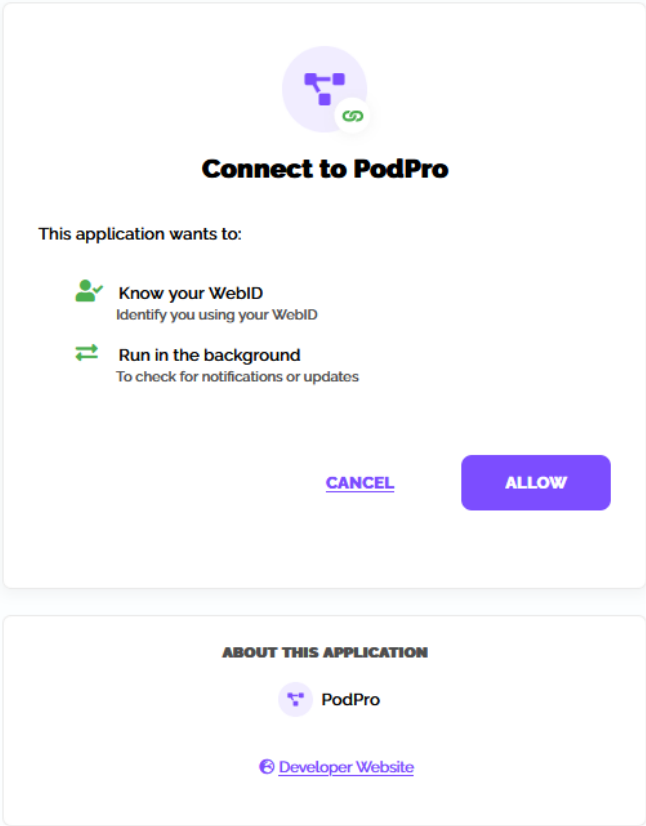 Connect to PodPro
This application wants to:
Know your WebID
Identify you using your WebID
Run in the background
To check for notifications or updates
CANCEL
ALLOW
ABOUT THIS APPLICATION
PodPro
Developer Website